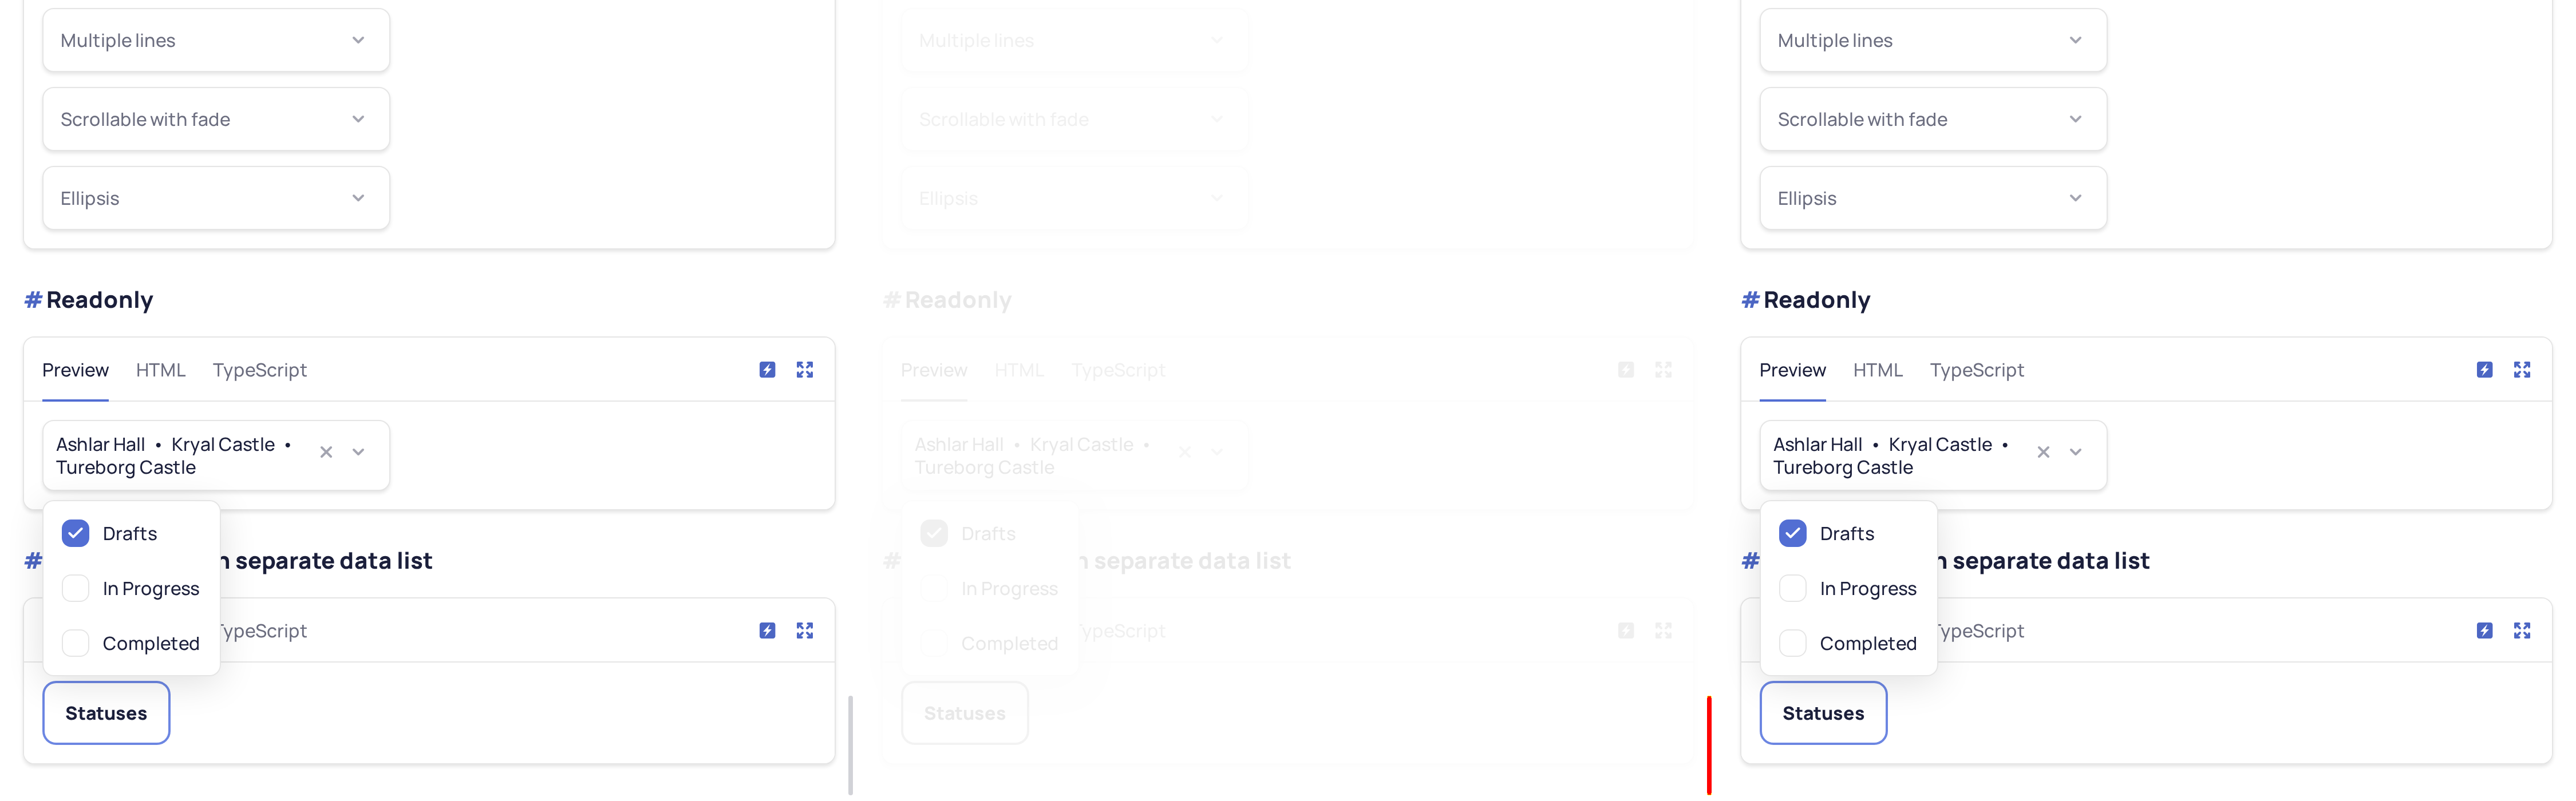 Multiple lines
Scrollable with fade
Ellipsis
#Readonly
Preview HTML TypeScript
Ashlar Hall • Kryal Castle •
Tureborg Castle
Drafts
# n separate data list
In Progress
TypeScript
Completed
Statuses
Multiple lines
Scrollable with fade
Ellipsis
#Readonly
Preview HTML TypeScript
Ashlar Hall • Kryal Castle •
Tureborg Castle
Drafts
# n separate data list
In Progress
TypeScript
Completed
Statuses
Multiple lines
Scrollable with fade
Ellipsis
#Readonly
Preview HTML TypeScript
Ashlar Hall • Kryal Castle •
Tureborg Castle
Drafts
# n separate data list
In Progress
TypeScript
Completed
Statuses